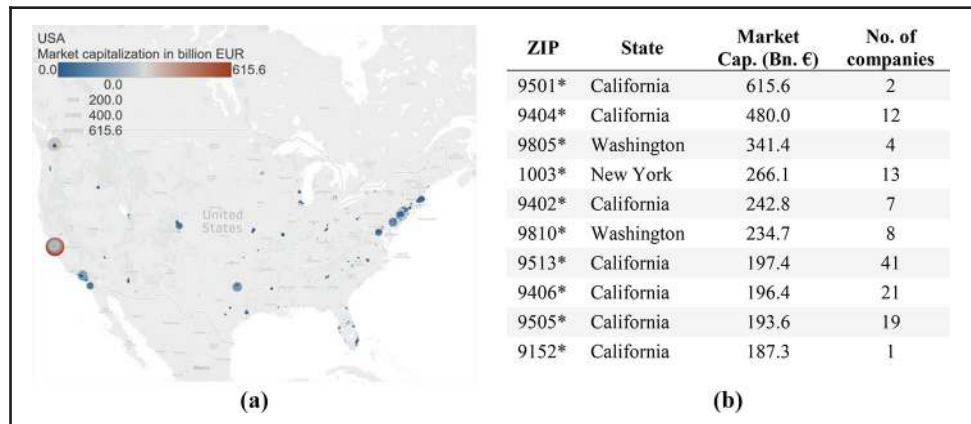 USA
Market capitalization in billion EUR
0.0 615.6
0.0
200.0
400.0
615.6
United
States
Mexico
(a)
ZIP State Market Cap. (Bn. €) No. of companies
9501* California 615.6 2
9404* California 480.0 12
9805* Washington 341.4 4
1003* New York 266.1 13
9402* California 242.8 7
9810* Washington 234.7 8
9513* California 197.4 41
9406* California 196.4 21
9505* California 193.6 19
9152* California 187.3 1
(b)